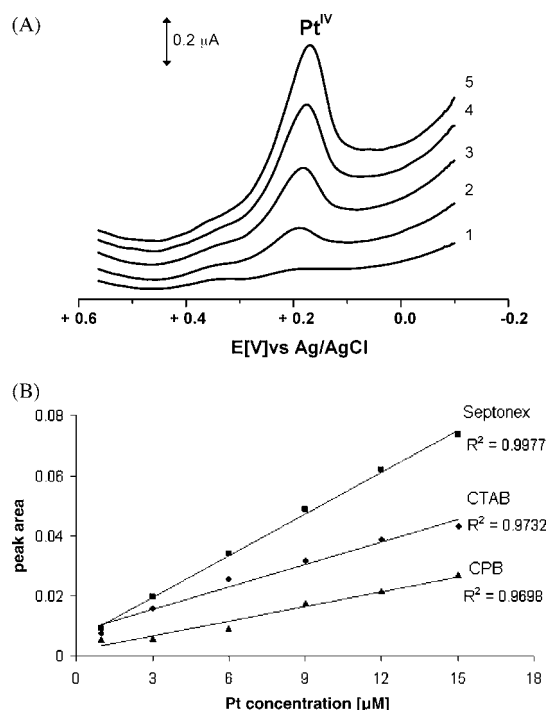 (A)
0.2 µA
Pt^IV
5
4
3
2
1
+ 0.6 + 0.4 + 0.2 0.0 -0.2
E[V]vs Ag/AgCl
(B)
0.08
0.06
0.04
0.02
0
peak area
Septonex
R² = 0.9977
CTAB
R² = 0.9732
CPB
R² = 0.9698
0 3 6 9 12 15 18
Pt concentration [µM]